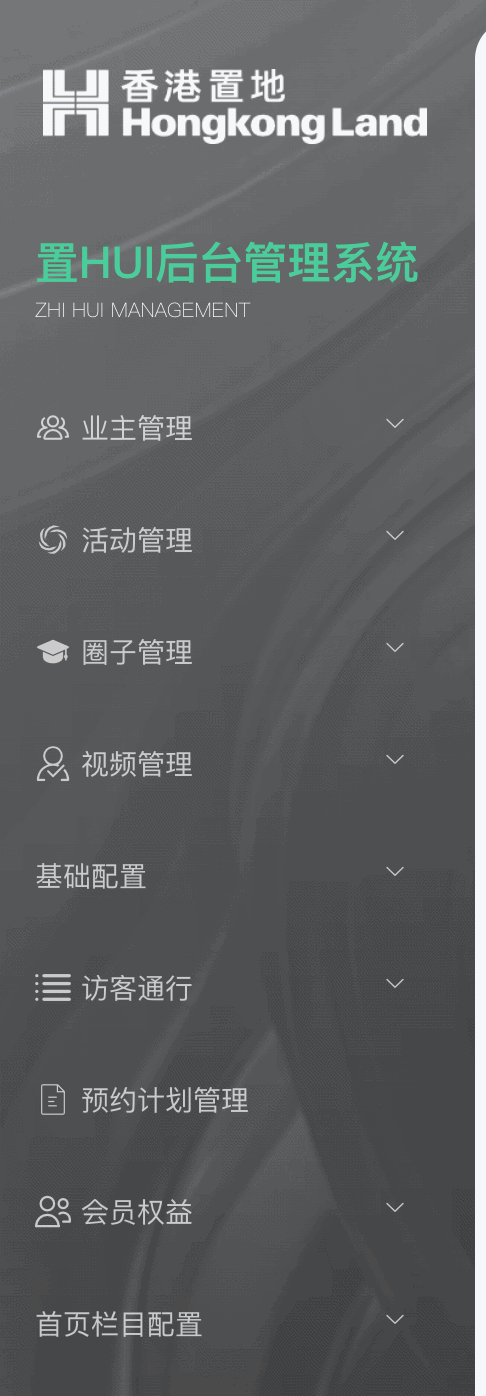 香港置地
Hongkong Land
置HUI后台管理系统
ZHI HUI MANAGEMENT
业主管理
活动管理
圈子管理
视频管理
基础配置
访客通行
预约计划管理
会员权益
首页栏目配置